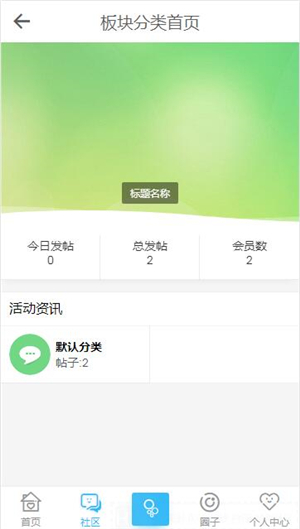 板块分类首页
标题名称
今日发帖 总发帖 会员数
0 2 2
活动资讯
默认分类
帖子:2
首页 社区 圈子 个人中心